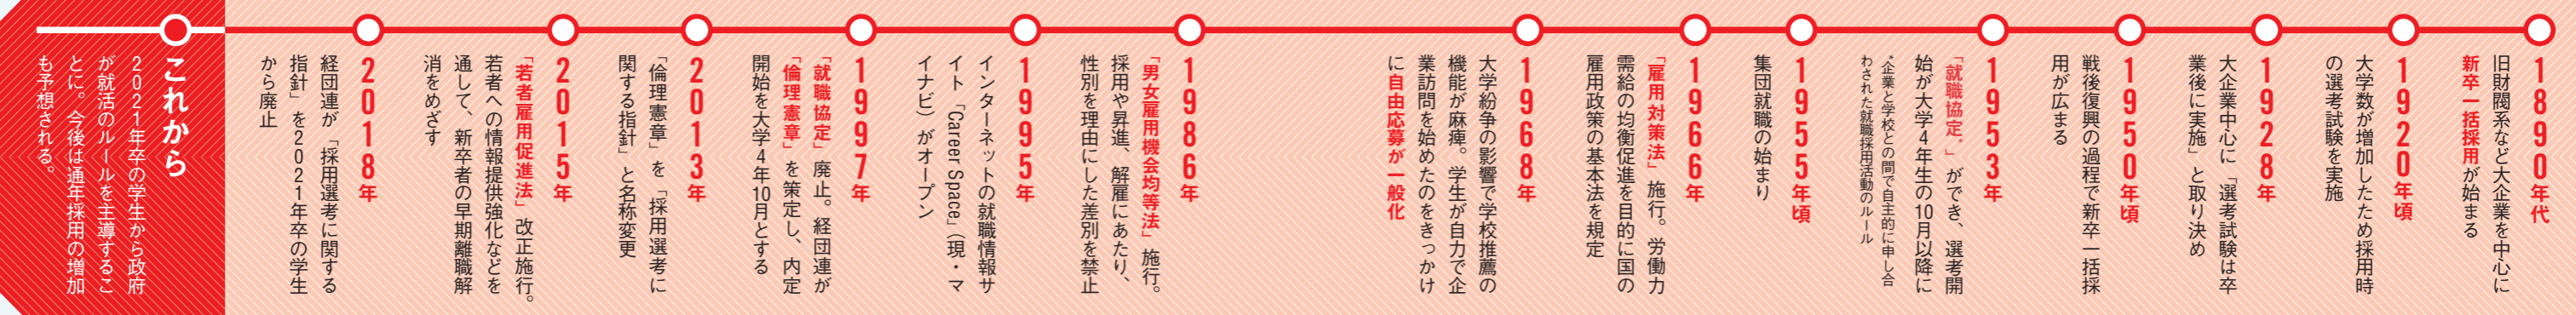 1890年代
旧財閥系など大企業を中心に
新卒一括採用が始まる
1920年頃
大学数が増加したため採用時
の選考試験を実施
1928年
大企業中心に「選考試験は卒
業後に実施」と取り決め
1950年頃
戦後復興の過程で新卒一括採
用が広まる
1953年
「就職協定*」ができ、選考開
始が大学4年生の10月以降に
*企業と学校との間で自主的に申し合
わされた就職採用活動のルール
1955年頃
集団就職の始まり
1966年
「雇用対策法」施行。労働力
需給の均衡促進を目的に国の
雇用政策の基本法を規定
1968年
大学紛争の影響で学校推薦の
機能が麻痺。学生が自力で企
業訪問を始めたのをきっかけ
に自由応募が一般化
1986年
「男女雇用機会均等法」施行。
採用や昇進、解雇にあたり、
性別を理由にした差別を禁止
1995年
インターネットの就職情報サ
イト「Career Space」（現・マ
イナビ）がオープン
1997年
「就職協定」廃止。経団連が
「倫理憲章」を策定し、内定
開始を大学4年10月とする
2013年
「倫理憲章」を「採用選考に
関する指針」と名称変更
2015年
「若者雇用促進法」改正施行。
若者への情報提供強化などを
通して、新卒者の早期離職解
消をめざす
2018年
経団連が「採用選考に関する
指針」を2021年卒の学生
から廃止
これから
2021年卒の学生から政府
が就活のルールを主導するこ
とに。今後は通年採用の増加
も予想される。